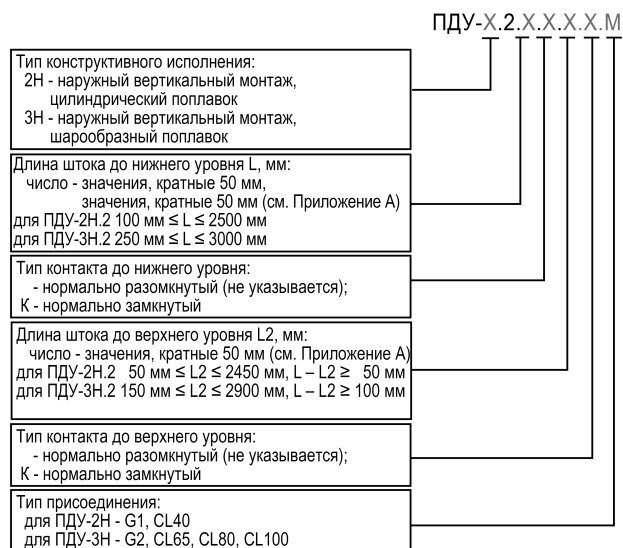 ПДУ-X.2.X.X.X.X.М
Тип конструктивного исполнения:
2Н - наружный вертикальный монтаж,
цилиндрический поплавок
3Н - наружный вертикальный монтаж,
шарообразный поплавок
Длина штока до нижнего уровня L, мм:
число - значения, кратные 50 мм,
значения, кратные 50 мм (см. Приложение А)
для ПДУ-2Н.2 100 мм ≤ L ≤ 2500 мм
для ПДУ-3Н.2 250 мм ≤ L ≤ 3000 мм
Тип контакта до нижнего уровня:
- нормально разомкнутый (не указывается);
К - нормально замкнутый
Длина штока до верхнего уровня L2, мм:
число - значения, кратные 50 мм (см. Приложение А)
для ПДУ-2Н.2 50 мм ≤ L2 ≤ 2450 мм, L – L2 ≥ 50 мм
для ПДУ-3Н.2 150 мм ≤ L2 ≤ 2900 мм, L – L2 ≥ 100 мм
Тип контакта до верхнего уровня:
- нормально разомкнутый (не указывается);
К - нормально замкнутый
Тип присоединения:
для ПДУ-2Н - G1, CL40
для ПДУ-3Н - G2, CL65, CL80, CL100